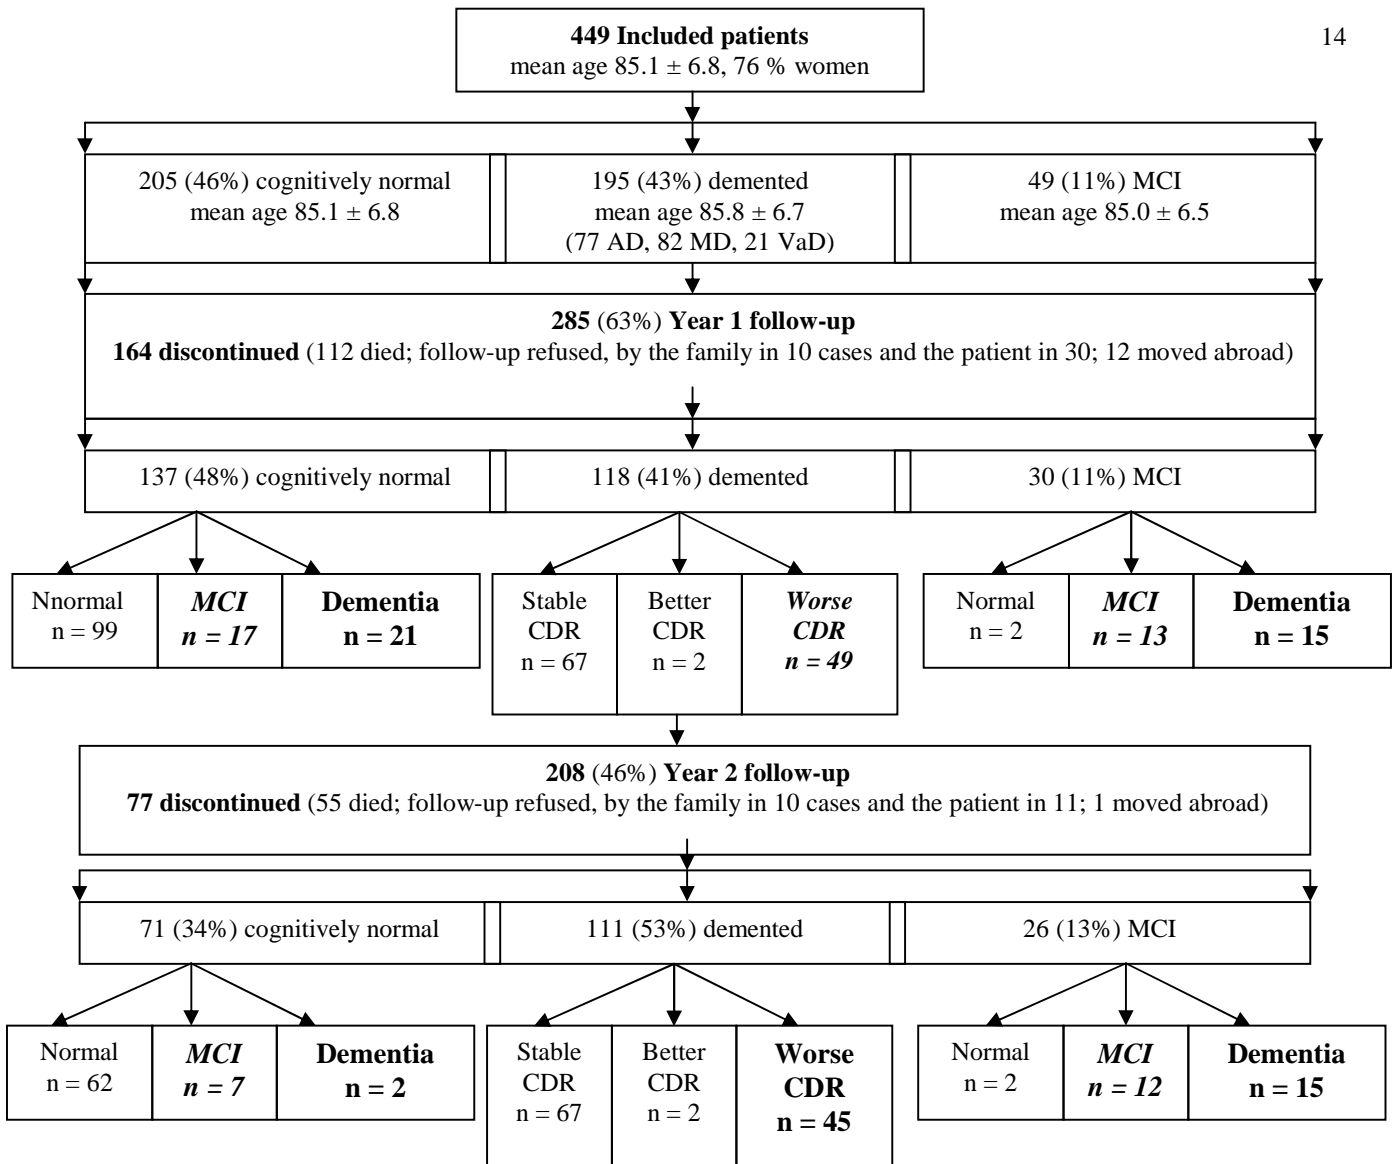 449 Included patients
mean age 85.1 ± 6.8, 76 % women
14
205 (46%) cognitively normal
mean age 85.1 ± 6.8
195 (43%) demented
mean age 85.8 ± 6.7
(77 AD, 82 MD, 21 VaD)
49 (11%) MCI
mean age 85.0 ± 6.5
285 (63%) Year 1 follow-up
164 discontinued (112 died; follow-up refused, by the family in 10 cases and the patient in 30; 12 moved abroad)
137 (48%) cognitively normal
118 (41%) demented
30 (11%) MCI
Nnormal
n = 99
MCI
n = 17
Dementia
n = 21
Stable
CDR
n = 67
Better
CDR
n = 2
Worse
CDR
n = 49
Normal
n = 2
MCI
n = 13
Dementia
n = 15
208 (46%) Year 2 follow-up
77 discontinued (55 died; follow-up refused, by the family in 10 cases and the patient in 11; 1 moved abroad)
71 (34%) cognitively normal
111 (53%) demented
26 (13%) MCI
Normal
n = 62
MCI
n = 7
Dementia
n = 2
Stable
CDR
n = 67
Better
CDR
n = 2
Worse
CDR
n = 45
Normal
n = 2
MCI
n = 12
Dementia
n = 15